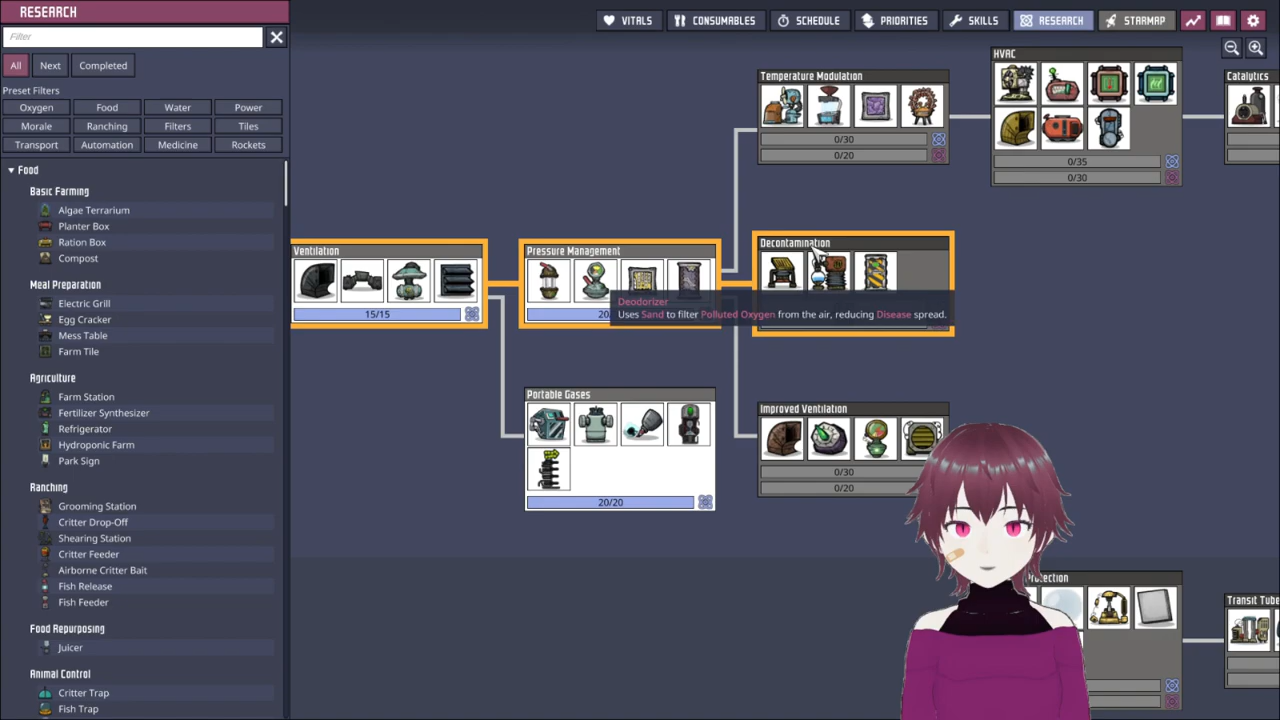 RESEARCH
VITALS
CONSUMABLES
SCHEDULE
PRIORITIES
SKILLS
RESEARCH
STARMAP
Filter
All
Next
Completed
Preset Filters
Oxygen
Food
Water
Power
Morale
Ranching
Filters
Tiles
Transport
Automation
Medicine
Rockets
Food
Basic Farming
Algae Terrarium
Planter Box
Ration Box
Compost
Meal Preparation
Electric Grill
Egg Cracker
Mess Table
Farm Tile
Agriculture
Farm Station
Fertilizer Synthesizer
Refrigerator
Hydroponic Farm
Park Sign
Ranching
Grooming Station
Critter Drop-Off
Shearing Station
Critter Feeder
Airborne Critter Bait
Fish Release
Fish Feeder
Food Repurposing
Juicer
Animal Control
Critter Trap
Fish Trap
Ventilation
15/15
Pressure Management
20
Deodorizer
Uses Sand to filter Polluted Oxygen from the air, reducing Disease spread.
Portable Gases
20/20
Temperature Modulation
0/30
0/20
Decontamination
Improved Ventilation
0/30
0/20
HVAC
0/35
0/30
Catalytics
Transit Tube